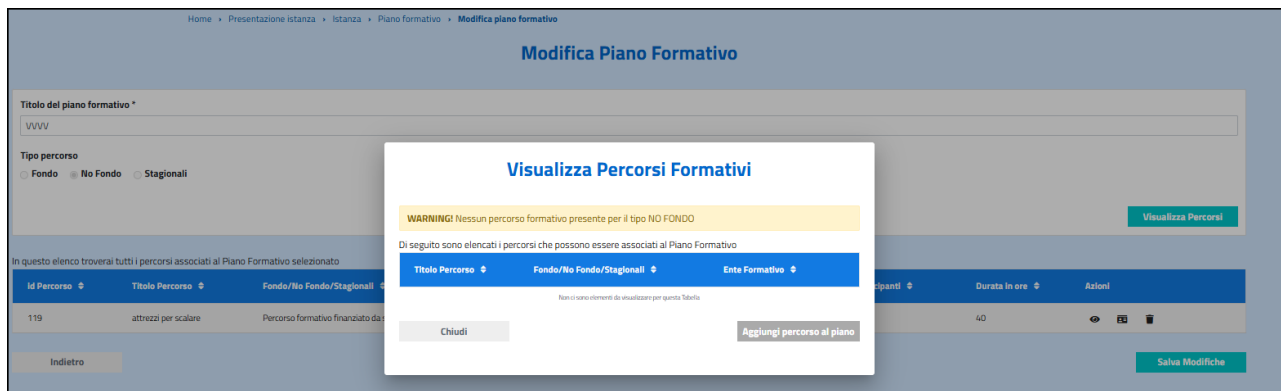 Home › Presentazione istanza › Istanza › Piano formativo › Modifica piano formativo
Modifica Piano Formativo
Titolo del piano formativo *
VVVV
Tipo percorso
Fondo No Fondo Stagionali
Visualizza Percorsi
Visualizza Percorsi Formativi
WARNING! Nessun percorso formativo presente per il tipo NO FONDO
Di seguito sono elencati i percorsi che possono essere associati al Piano Formativo
Titolo Percorso Fondo/No Fondo/Stagionali Ente Formativo
Non ci sono elementi da visualizzare per questa Tabella
Chiudi Aggiungi percorso al piano
In questo elenco troverai tutti i percorsi associati al Piano Formativo selezionato
Id Percorso Titolo Percorso Fondo/No Fondo/Stagionali cipanti Durata in ore Azioni
119 attrezzi per scalare Percorso formativo finanziato da s 40
Indietro Salva Modifiche